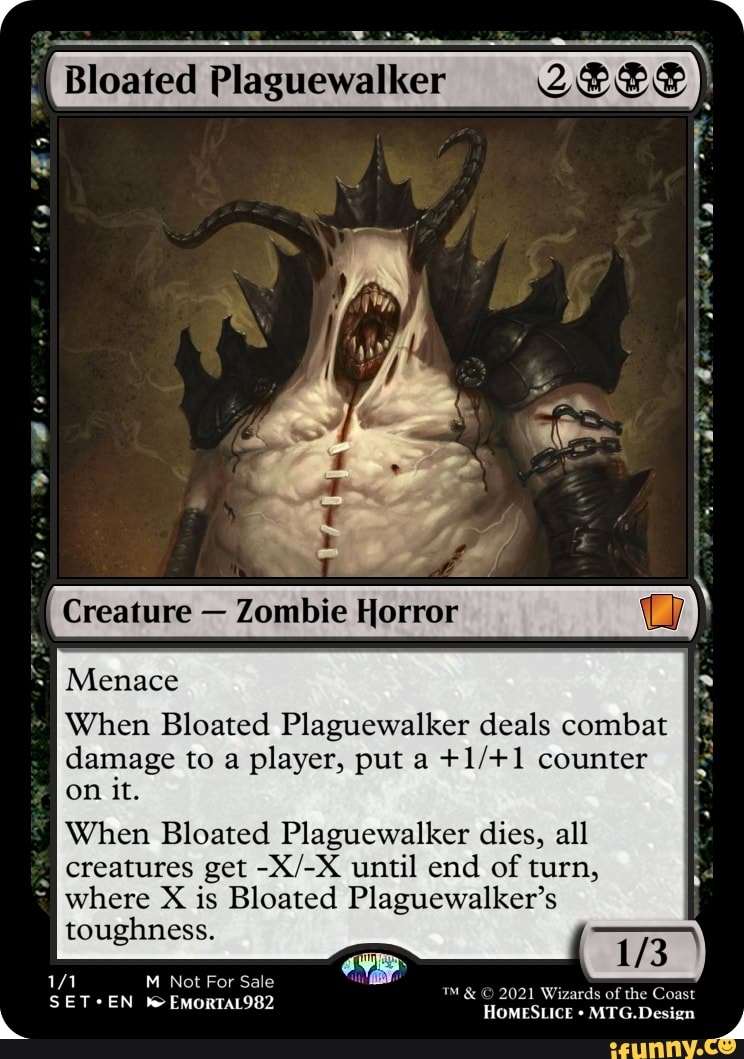 Bloated Plaguewalker 2
Creature — Zombie Horror
Menace
When Bloated Plaguewalker deals combat
damage to a player, put a +1/+1 counter
on it.
When Bloated Plaguewalker dies, all
creatures get -X/-X until end of turn,
where X is Bloated Plaguewalker's
toughness.
1/3
1/1 M Not For Sale
SET • EN EMORTAL982
™ & © 2021 Wizards of the Coast
HOMESLICE • MTG.Design
ifunny.co